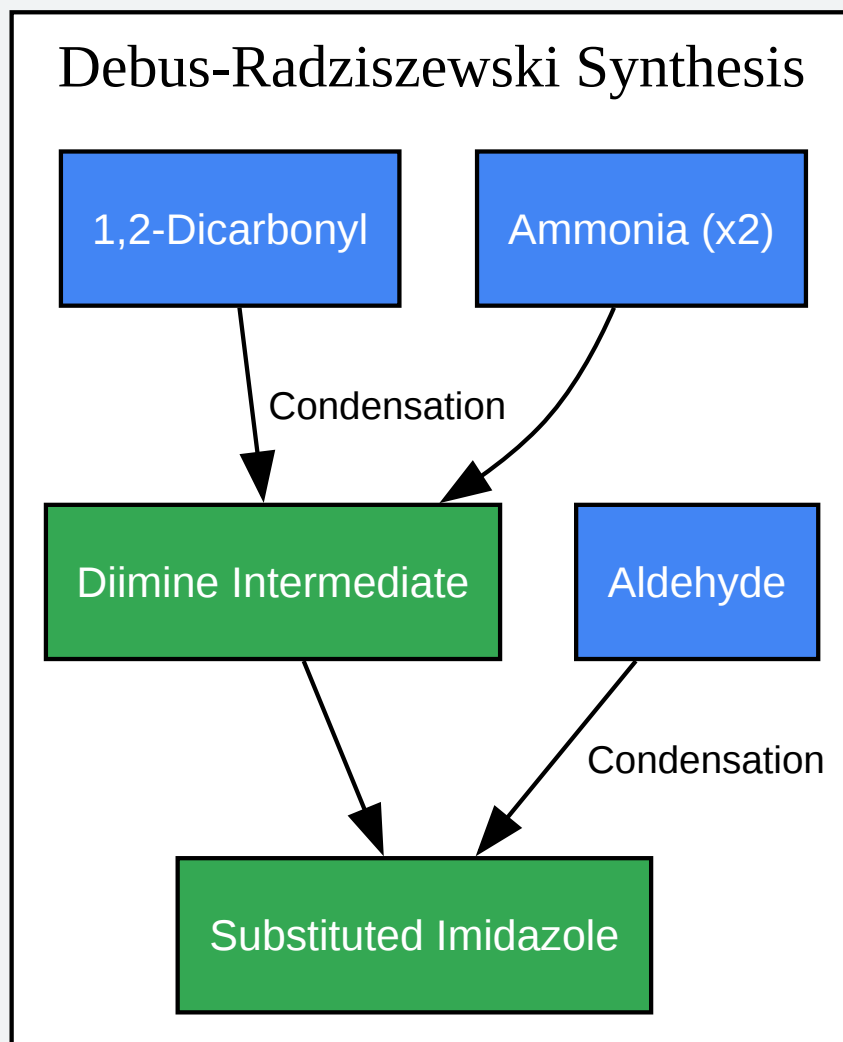 Debus-Radziszewski Synthesis
1,2-Dicarbonyl
Ammonia (x2)
Condensation
Diimine Intermediate
Aldehyde
Condensation
Substituted Imidazole